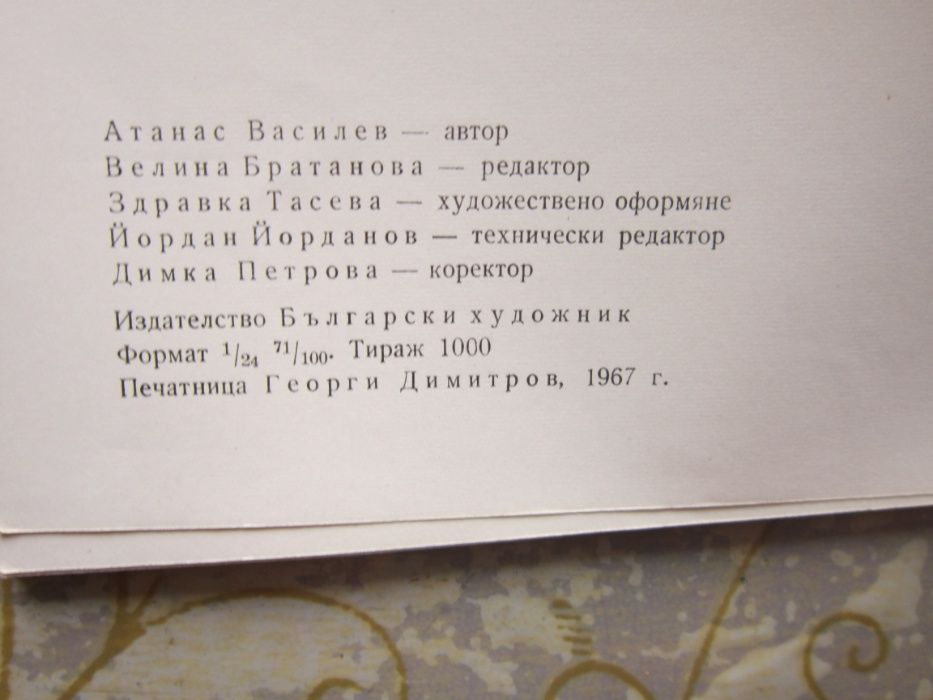 Атанас Василев — автор
Велина Братанова — редактор
Здравка Тасева — художествено оформяне
Йордан Йорданов — технически редактор
Димка Петрова — коректор
Издателство Български художник
Формат 1/24 71/100. Тираж 1000
Печатница Георги Димитров, 1967 г.